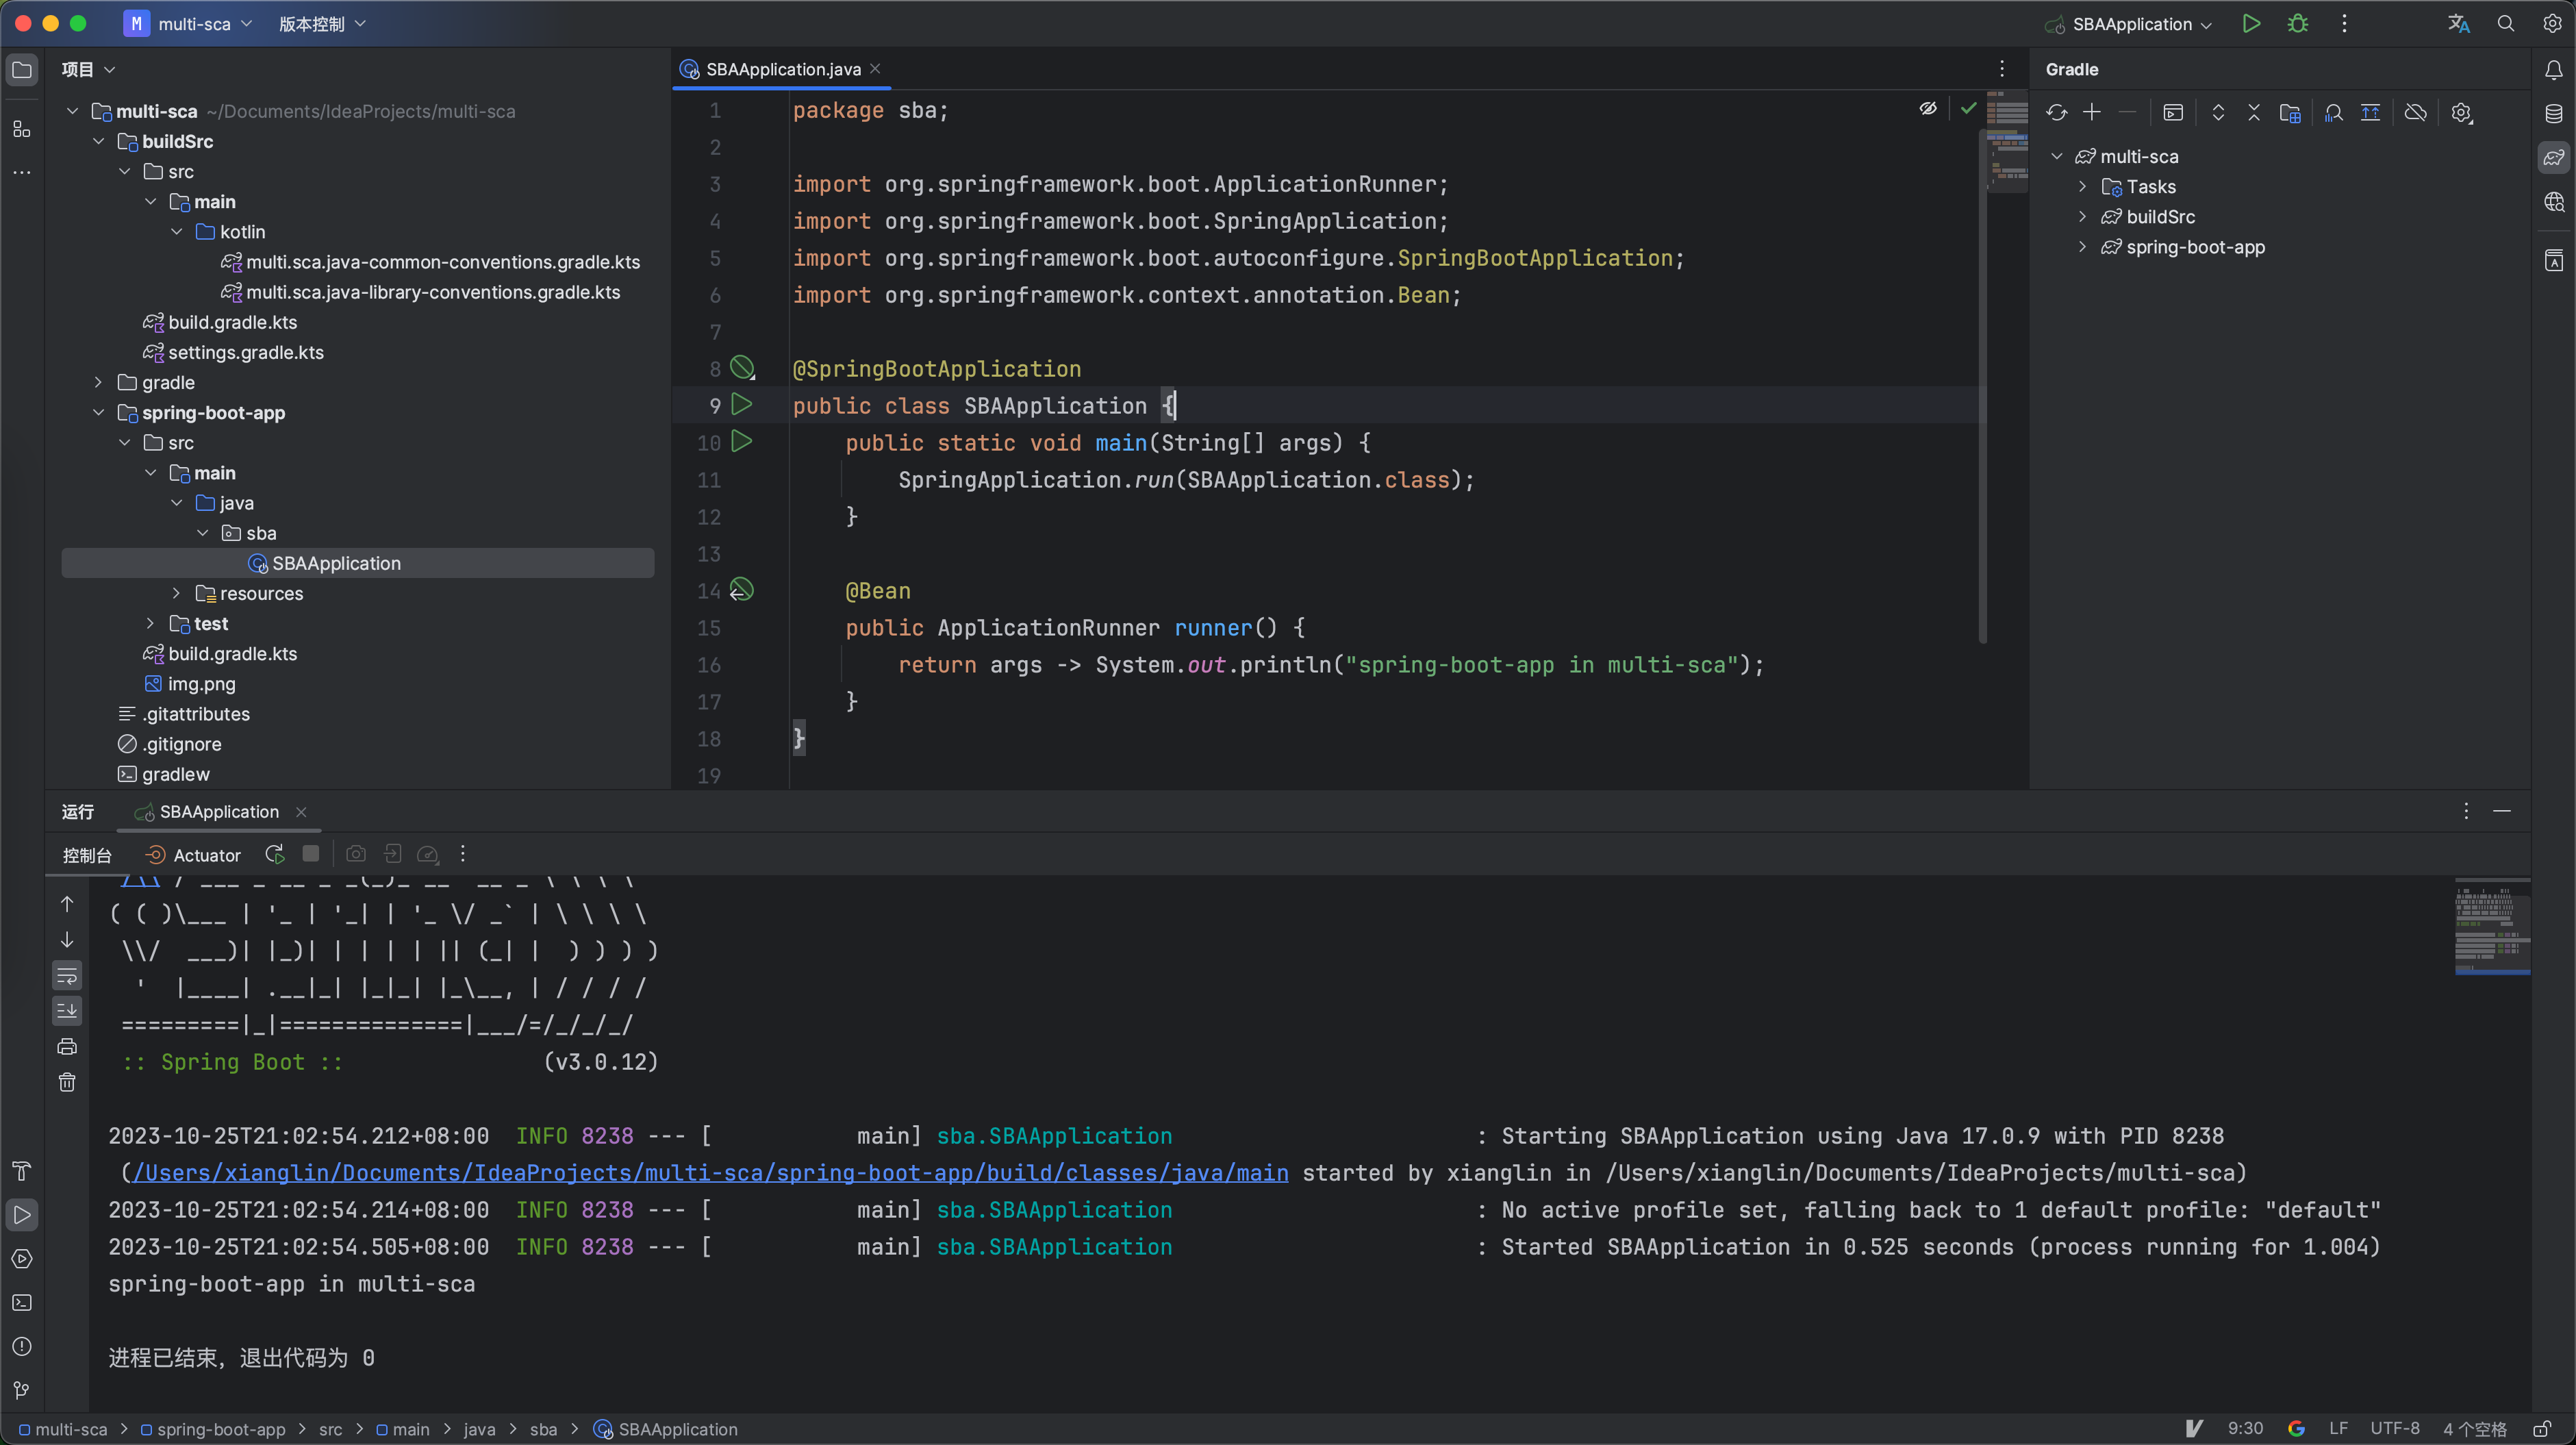 M multi-sca 版本控制 SBAApplication
项目
multi-sca ~/Documents/IdeaProjects/multi-sca
buildSrc
src
main
kotlin
multi.sca.java-common-conventions.gradle.kts
multi.sca.java-library-conventions.gradle.kts
build.gradle.kts
settings.gradle.kts
gradle
spring-boot-app
src
main
java
sba
SBAApplication
resources
test
build.gradle.kts
img.png
.gitattributes
.gitignore
gradlew
SBAApplication.java
1 package sba;
2
3 import org.springframework.boot.ApplicationRunner;
4 import org.springframework.boot.SpringApplication;
5 import org.springframework.boot.autoconfigure.SpringBootApplication;
6 import org.springframework.context.annotation.Bean;
7
8 @SpringBootApplication
9 public class SBAApplication {
10 public static void main(String[] args) {
11 SpringApplication.run(SBAApplication.class);
12 }
13
14 @Bean
15 public ApplicationRunner runner() {
16 return args -> System.out.println("spring-boot-app in multi-sca");
17 }
18 }
19
Gradle
multi-sca
Tasks
buildSrc
spring-boot-app
运行 SBAApplication
控制台 Actuator
( ( )\___ | '_ | '_| | '_ \/ _` | \ \ \ \
\\/  ___)| |_)| | | | | || (_| |  ) ) ) )
'  |____| .__|_| |_|_| |_\__, | / / / /
=========|_|==============|___/=/_/_/_/
:: Spring Boot :: (v3.0.12)
2023-10-25T21:02:54.212+08:00  INFO 8238 --- [           main] sba.SBAApplication                       : Starting SBAApplication using Java 17.0.9 with PID 8238
(/Users/xianglin/Documents/IdeaProjects/multi-sca/spring-boot-app/build/classes/java/main started by xianglin in /Users/xianglin/Documents/IdeaProjects/multi-sca)
2023-10-25T21:02:54.214+08:00  INFO 8238 --- [           main] sba.SBAApplication                       : No active profile set, falling back to 1 default profile: "default"
2023-10-25T21:02:54.505+08:00  INFO 8238 --- [           main] sba.SBAApplication                       : Started SBAApplication in 0.525 seconds (process running for 1.004)
spring-boot-app in multi-sca
进程已结束，退出代码为 0
multi-sca > spring-boot-app > src > main > java > sba > SBAApplication 9:30 LF UTF-8 4 个空格